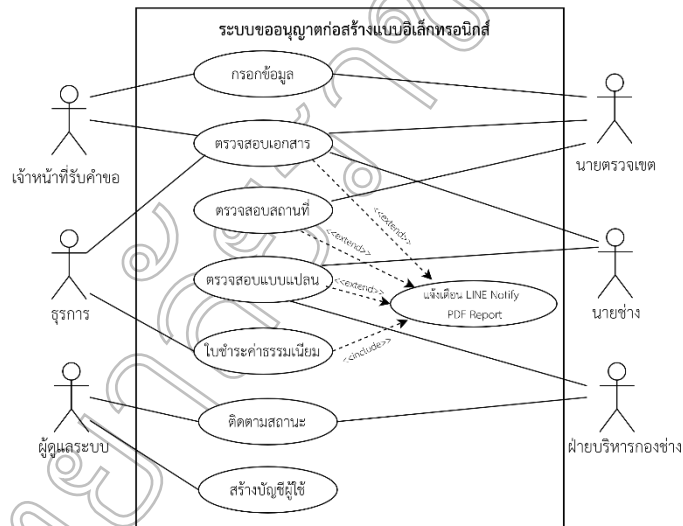 ระบบขออนุญาตก่อสร้างแบบอิเล็กทรอนิกส์
กรอกข้อมูล
ตรวจสอบเอกสาร
เจ้าหน้าที่รับคำขอ
นายตรวจเขต
ตรวจสอบสถานที่
<<extend>>
<<extend>>
ตรวจสอบแบบแปลน
<<extend>>
แจ้งเตือน LINE Notify
PDF Report
ธุรการ
นายช่าง
ใบชำระค่าธรรมเนียม
<<include>>
ติดตามสถานะ
ผู้ดูแลระบบ
ฝ่ายบริหารกองช่าง
สร้างบัญชีผู้ใช้